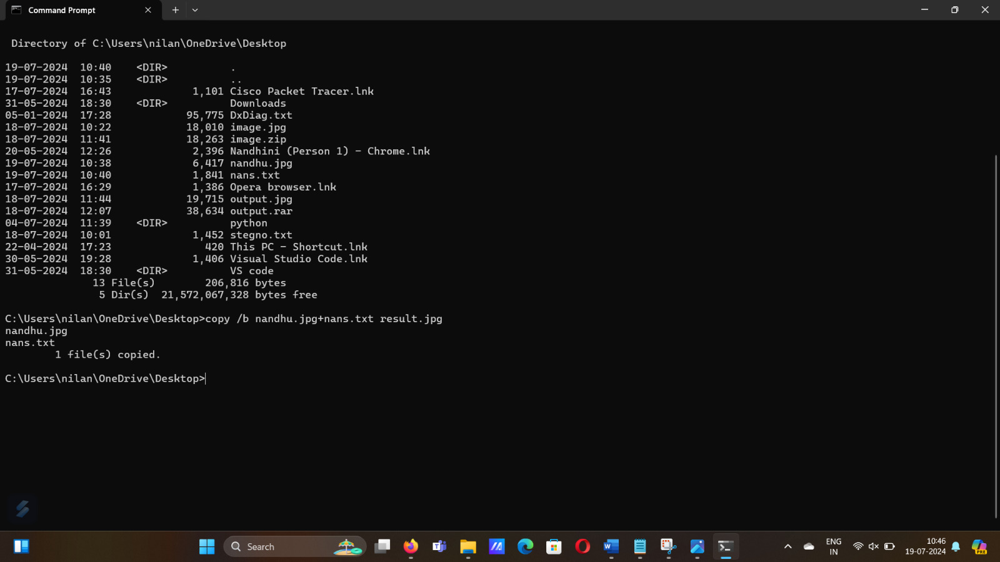 Command Prompt
Directory of C:\Users\nilan\OneDrive\Desktop
19-07-2024  10:40    <DIR>          .
19-07-2024  10:35    <DIR>          ..
17-07-2024  16:43             1,101 Cisco Packet Tracer.lnk
31-05-2024  18:30    <DIR>          Downloads
05-01-2024  17:28            95,775 DxDiag.txt
18-07-2024  10:22            18,010 image.jpg
18-07-2024  11:41            18,263 image.zip
20-05-2024  12:26             2,396 Nandhini (Person 1) - Chrome.lnk
19-07-2024  10:38             6,417 nandhu.jpg
19-07-2024  10:40             1,841 nans.txt
17-07-2024  16:29             1,386 Opera browser.lnk
18-07-2024  11:44            19,715 output.jpg
18-07-2024  12:07            38,634 output.rar
04-07-2024  11:39    <DIR>          python
18-07-2024  10:01             1,452 stegno.txt
22-04-2024  17:23               420 This PC - Shortcut.lnk
30-05-2024  19:28             1,406 Visual Studio Code.lnk
31-05-2024  18:30    <DIR>          VS code
13 File(s)        206,816 bytes
5 Dir(s)  21,572,067,328 bytes free
C:\Users\nilan\OneDrive\Desktop>copy /b nandhu.jpg+nans.txt result.jpg
nandhu.jpg
nans.txt
1 file(s) copied.
C:\Users\nilan\OneDrive\Desktop>
Search
ENG
IN
10:46
19-07-2024
PRE